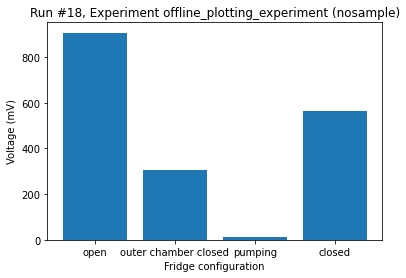 Run #18, Experiment offline_plotting_experiment (nosample)
800
600
400
200
0
Voltage (mV)
open outer chamber closed pumping closed
Fridge configuration